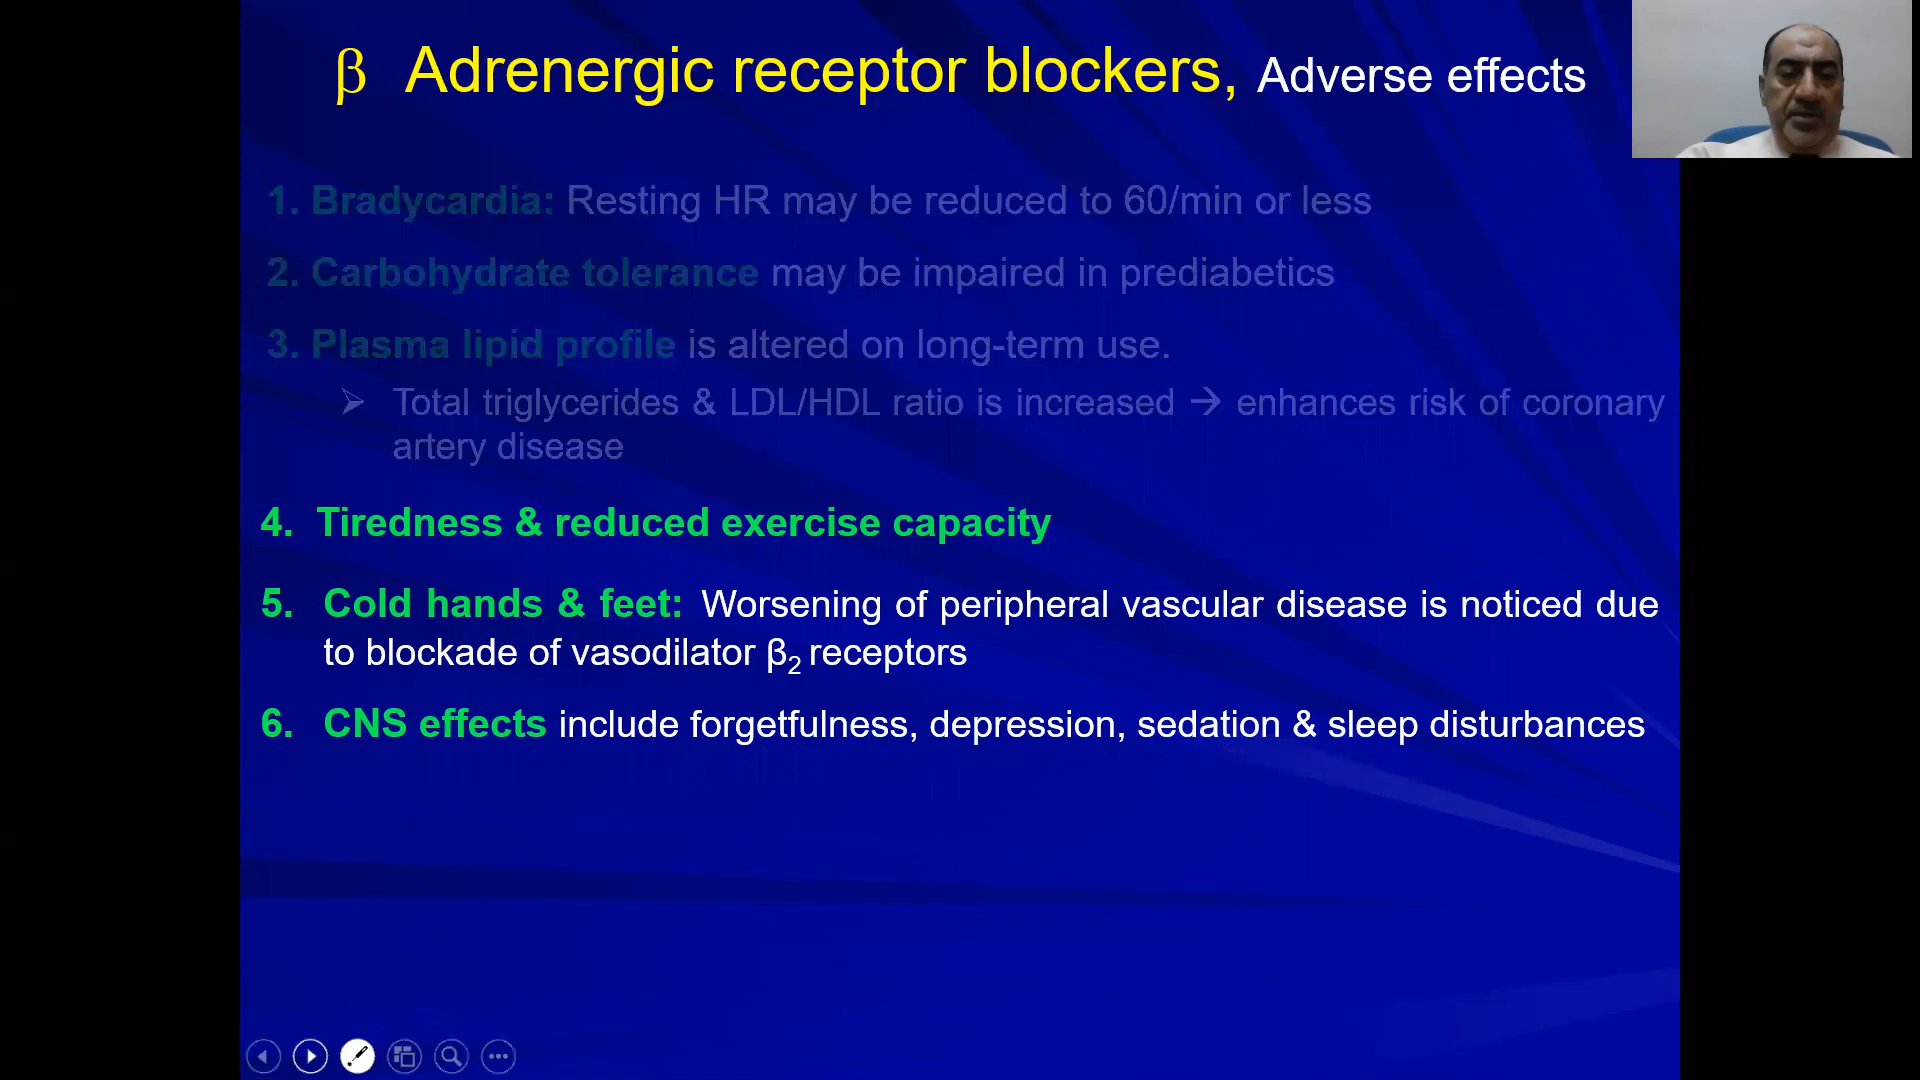 β Adrenergic receptor blockers, Adverse effects
1. Bradycardia: Resting HR may be reduced to 60/min or less
2. Carbohydrate tolerance may be impaired in prediabetics
3. Plasma lipid profile is altered on long-term use.
➢ Total triglycerides & LDL/HDL ratio is increased → enhances risk of coronary
artery disease
4. Tiredness & reduced exercise capacity
5. Cold hands & feet: Worsening of peripheral vascular disease is noticed due
to blockade of vasodilator β₂ receptors
6. CNS effects include forgetfulness, depression, sedation & sleep disturbances